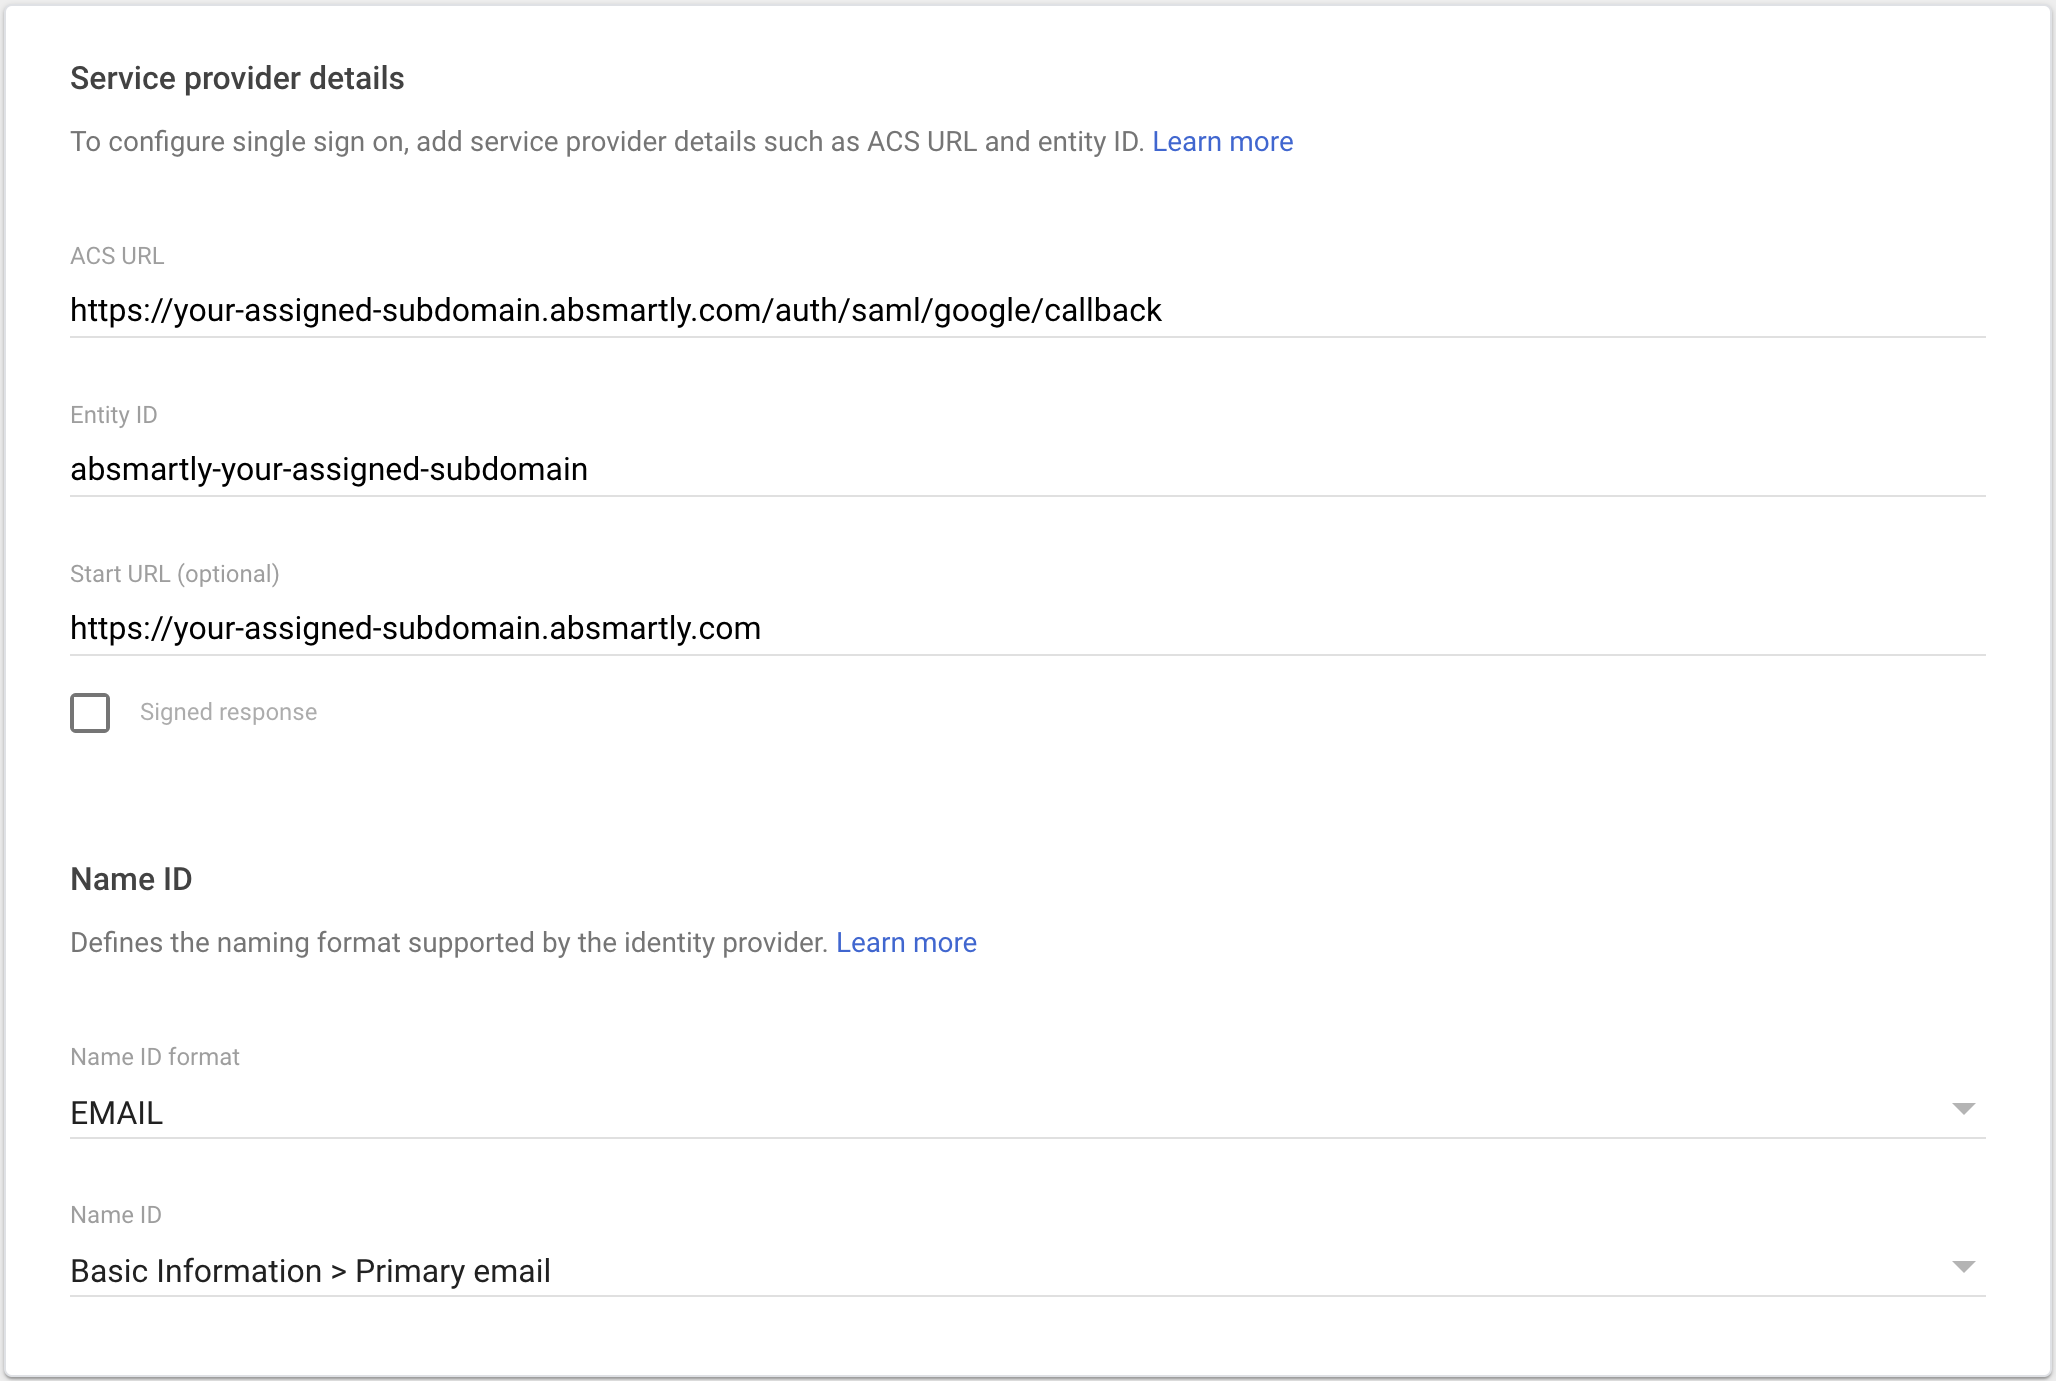 Service provider details
To configure single sign on, add service provider details such as ACS URL and entity ID. Learn more
ACS URL
https://your-assigned-subdomain.absmartly.com/auth/saml/google/callback
Entity ID
absmartly-your-assigned-subdomain
Start URL (optional)
https://your-assigned-subdomain.absmartly.com
Signed response
Name ID
Defines the naming format supported by the identity provider. Learn more
Name ID format
EMAIL
Name ID
Basic Information > Primary email